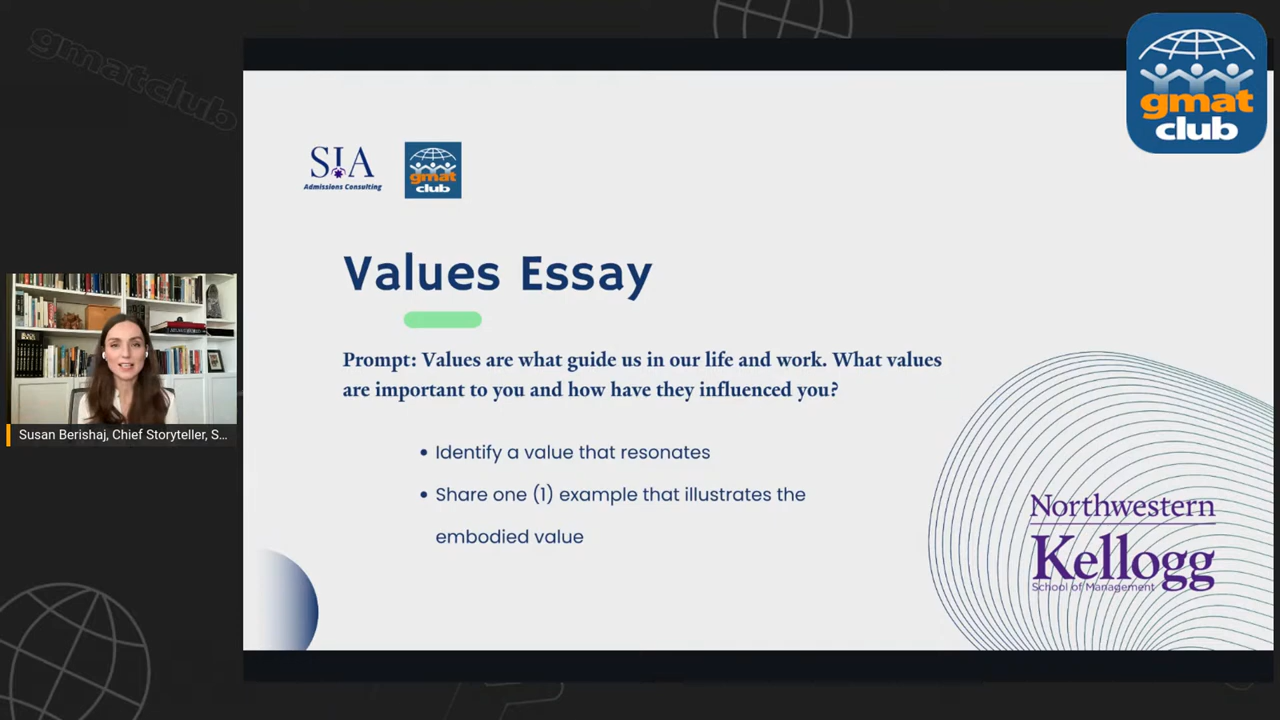 gmatclub
gmat
club
SIA
Admissions Consulting
gmat
club
Values Essay
Prompt: Values are what guide us in our life and work. What values
are important to you and how have they influenced you?
• Identify a value that resonates
• Share one (1) example that illustrates the
embodied value
Susan Berishaj, Chief Storyteller, S...
Northwestern
Kellogg
School of Management